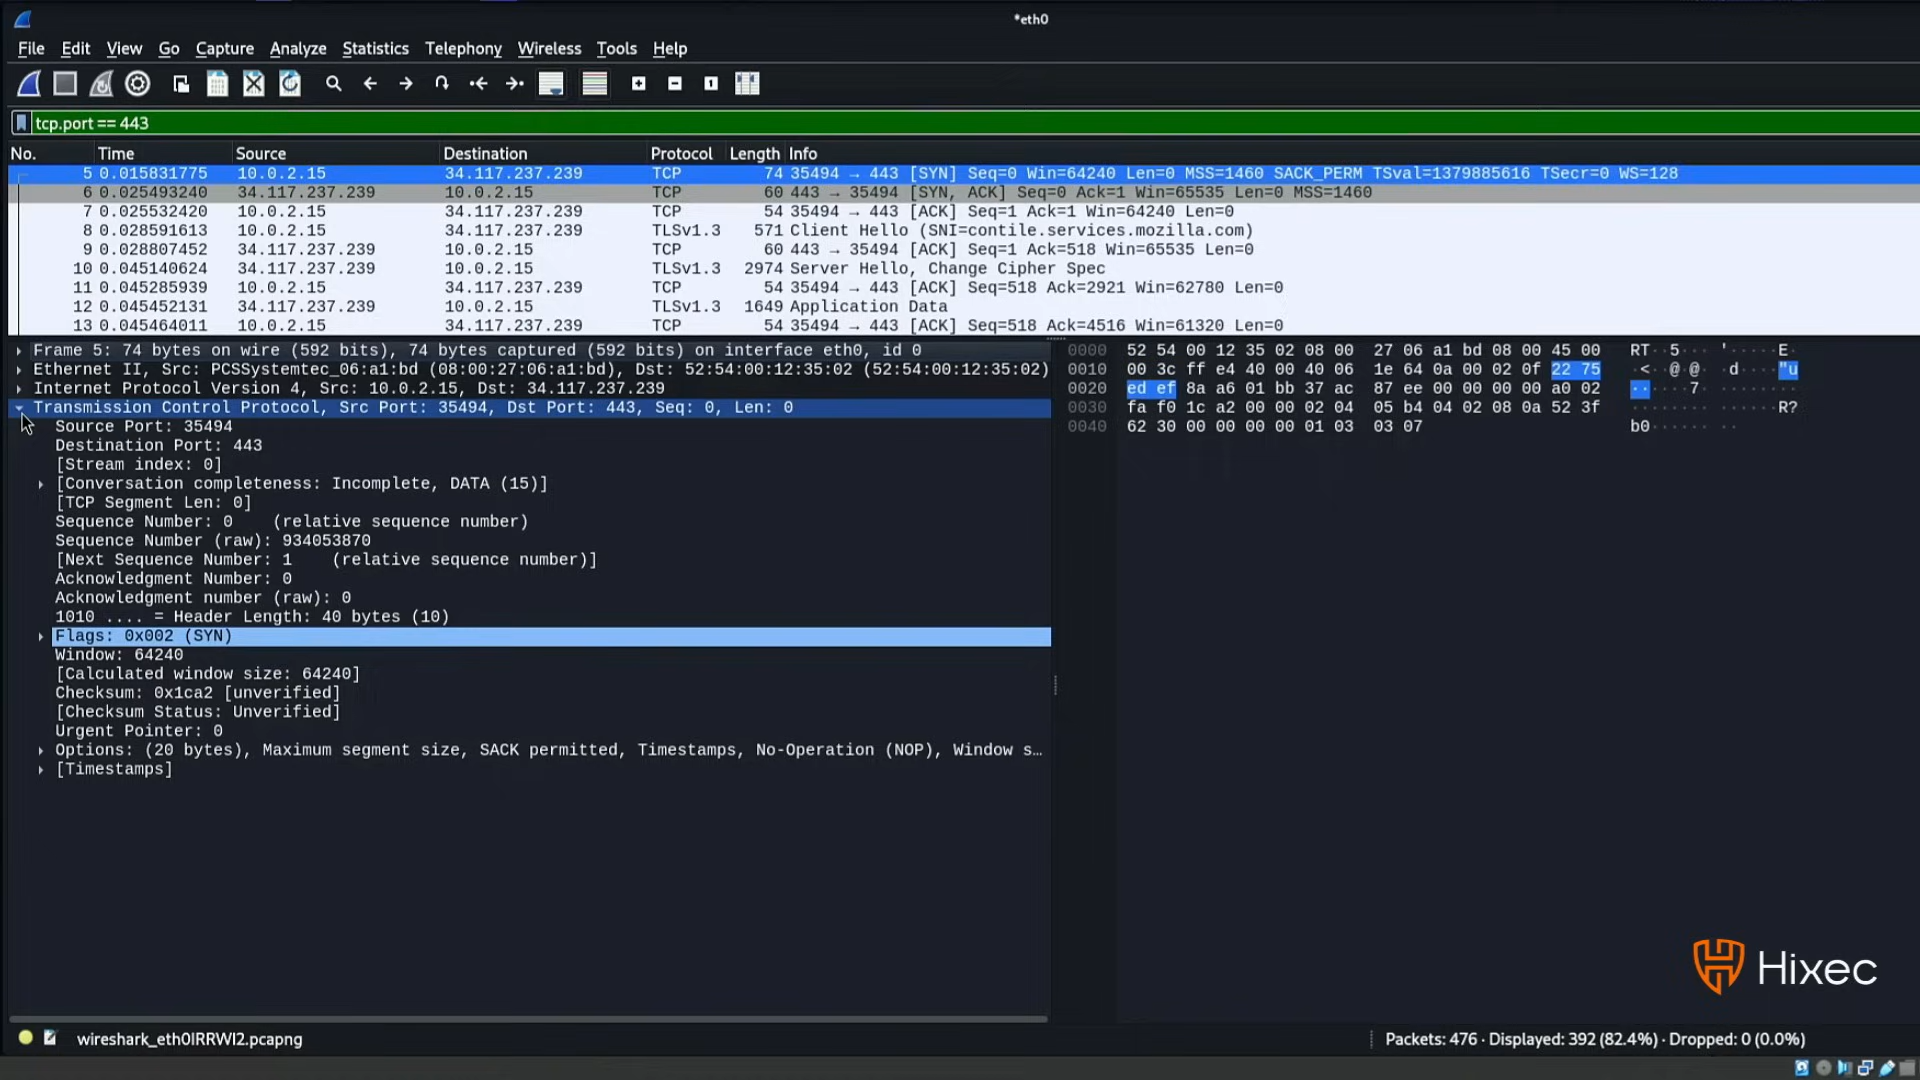 *eth0
File Edit View Go Capture Analyze Statistics Telephony Wireless Tools Help
tcp.port == 443
No. Time Source Destination Protocol Length Info
5 0.015831775 10.0.2.15 34.117.237.239 TCP 74 35494 → 443 [SYN] Seq=0 Win=64240 Len=0 MSS=1460 SACK_PERM TSval=1379885616 TSecr=0 WS=128
6 0.025493240 34.117.237.239 10.0.2.15 TCP 60 443 → 35494 [SYN, ACK] Seq=0 Ack=1 Win=65535 Len=0 MSS=1460
7 0.025532420 10.0.2.15 34.117.237.239 TCP 54 35494 → 443 [ACK] Seq=1 Ack=1 Win=64240 Len=0
8 0.028591613 10.0.2.15 34.117.237.239 TLSv1.3 571 Client Hello (SNI=contile.services.mozilla.com)
9 0.028807452 34.117.237.239 10.0.2.15 TCP 60 443 → 35494 [ACK] Seq=1 Ack=518 Win=65535 Len=0
10 0.045140624 34.117.237.239 10.0.2.15 TLSv1.3 2974 Server Hello, Change Cipher Spec
11 0.045285939 10.0.2.15 34.117.237.239 TCP 54 35494 → 443 [ACK] Seq=518 Ack=2921 Win=62780 Len=0
12 0.045452131 34.117.237.239 10.0.2.15 TLSv1.3 1649 Application Data
13 0.045464011 10.0.2.15 34.117.237.239 TCP 54 35494 → 443 [ACK] Seq=518 Ack=4516 Win=61320 Len=0
Frame 5: 74 bytes on wire (592 bits), 74 bytes captured (592 bits) on interface eth0, id 0
Ethernet II, Src: PCSSystemtec_06:a1:bd (08:00:27:06:a1:bd), Dst: 52:54:00:12:35:02 (52:54:00:12:35:02)
Internet Protocol Version 4, Src: 10.0.2.15, Dst: 34.117.237.239
Transmission Control Protocol, Src Port: 35494, Dst Port: 443, Seq: 0, Len: 0
Source Port: 35494
Destination Port: 443
[Stream index: 0]
[Conversation completeness: Incomplete, DATA (15)]
[TCP Segment Len: 0]
Sequence Number: 0 (relative sequence number)
Sequence Number (raw): 934053870
[Next Sequence Number: 1 (relative sequence number)]
Acknowledgment Number: 0
Acknowledgment number (raw): 0
1010 .... = Header Length: 40 bytes (10)
Flags: 0x002 (SYN)
Window: 64240
[Calculated window size: 64240]
Checksum: 0x1ca2 [unverified]
[Checksum Status: Unverified]
Urgent Pointer: 0
Options: (20 bytes), Maximum segment size, SACK permitted, Timestamps, No-Operation (NOP), Window s…
[Timestamps]
0000 52 54 00 12 35 02 08 00 27 06 a1 bd 08 00 45 00 RT··5···'·····E·
0010 00 3c ff e4 40 00 40 06 1e 64 0a 00 02 0f 22 75 ·<··@·@··d····"u
0020 ed ef 8a a6 01 bb 37 ac 87 ee 00 00 00 00 a0 02 ······7·········
0030 fa f0 1c a2 00 00 02 04 05 b4 04 02 08 0a 52 3f ··············R?
0040 62 30 00 00 00 00 01 03 03 07 b0········
Hixec
wireshark_eth0IRRWI2.pcapng
Packets: 476 · Displayed: 392 (82.4%) · Dropped: 0 (0.0%)